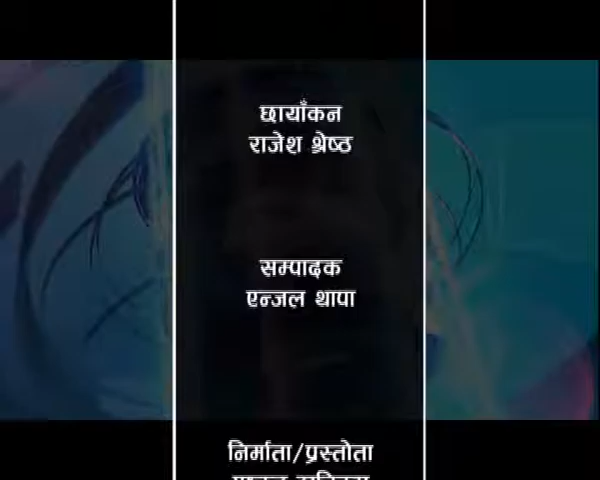 छायाँकन
राजेश श्रेष्ठ
सम्पादक
एन्जल थापा
निर्माता/प्रस्तोता